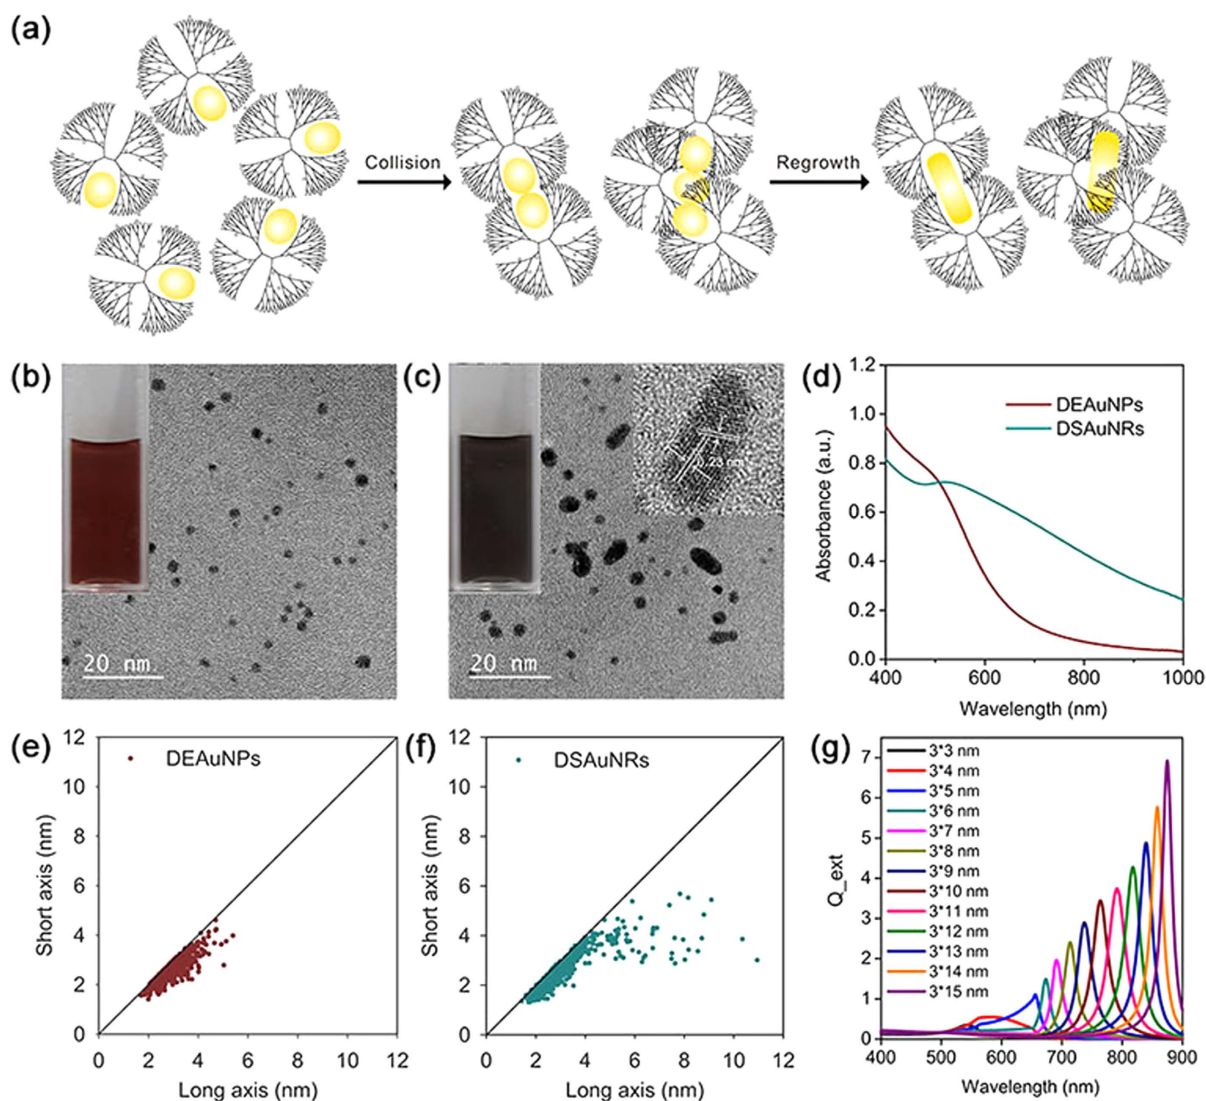 (a)
Collision
Regrowth
(b)
20 nm
(c)
20 nm
(d)
1.2
1.0
0.8
0.6
0.4
0.2
0.0
400
600
800
1000
Absorbance (a.u.)
Wavelength (nm)
DEAuNPs
DSAuNRs
(e)
12
10
8
6
4
2
0
0
2
4
6
8
10
12
Short axis (nm)
Long axis (nm)
DEAuNPs
(f)
12
10
8
6
4
2
0
0
2
4
6
8
10
12
Short axis (nm)
Long axis (nm)
DSAuNRs
(g)
7
6
5
4
3
2
1
0
400
500
600
700
800
900
Q_ext
Wavelength (nm)
3*3 nm
3*4 nm
3*5 nm
3*6 nm
3*7 nm
3*8 nm
3*9 nm
3*10 nm
3*11 nm
3*12 nm
3*13 nm
3*14 nm
3*15 nm